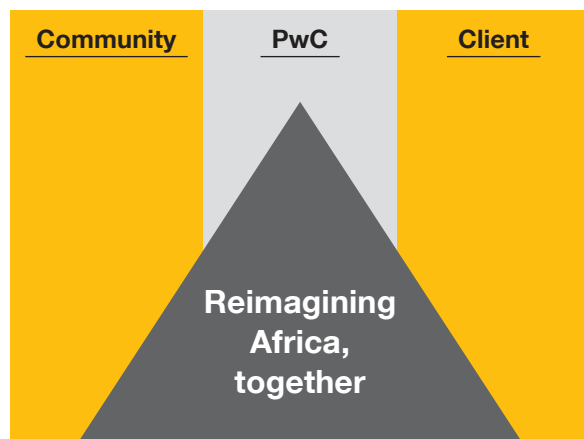 Community
PwC
Client
Reimagining
Africa,
together